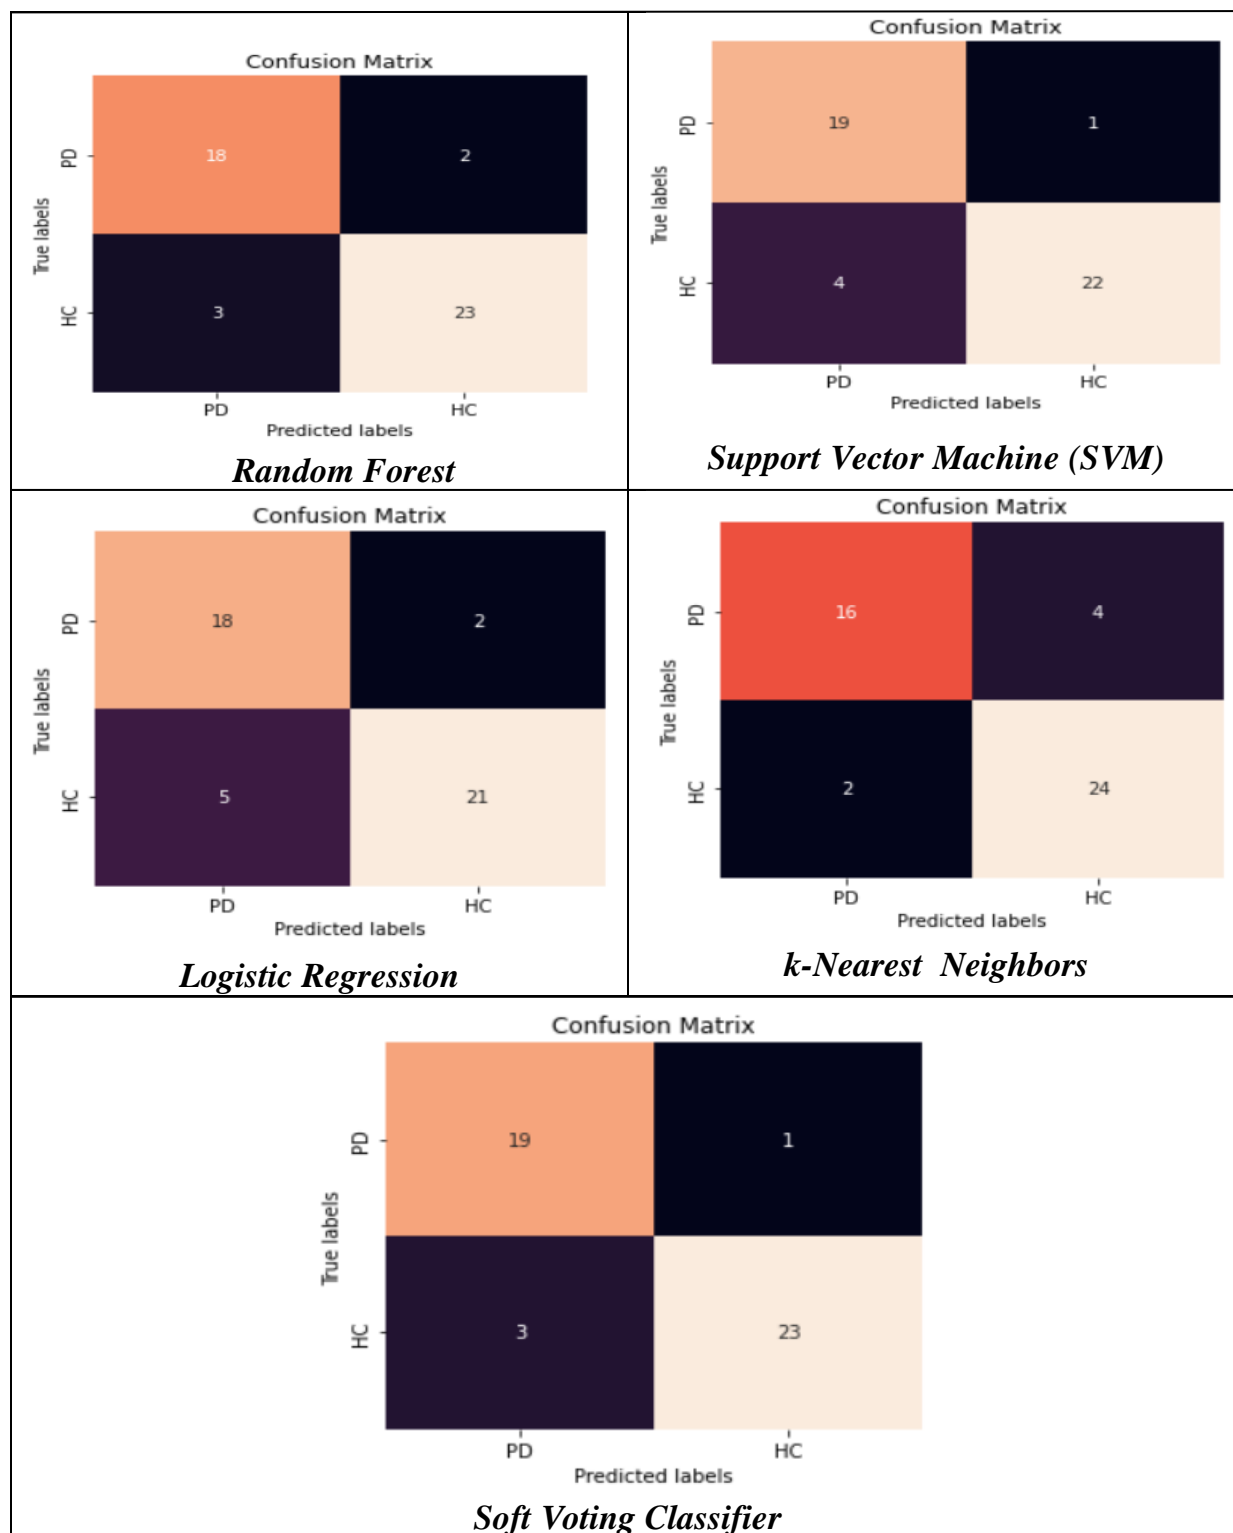 Confusion Matrix
PD
18
2
True labels
HC
3
23
PD
HC
Predicted labels
Random Forest
Confusion Matrix
PD
19
1
True labels
HC
4
22
PD
HC
Predicted labels
Support Vector Machine (SVM)
Confusion Matrix
PD
18
2
True labels
HC
5
21
PD
HC
Predicted labels
Logistic Regression
Confusion Matrix
PD
16
4
True labels
HC
2
24
PD
HC
Predicted labels
k-Nearest Neighbors
Confusion Matrix
PD
19
1
True labels
HC
3
23
PD
HC
Predicted labels
Soft Voting Classifier